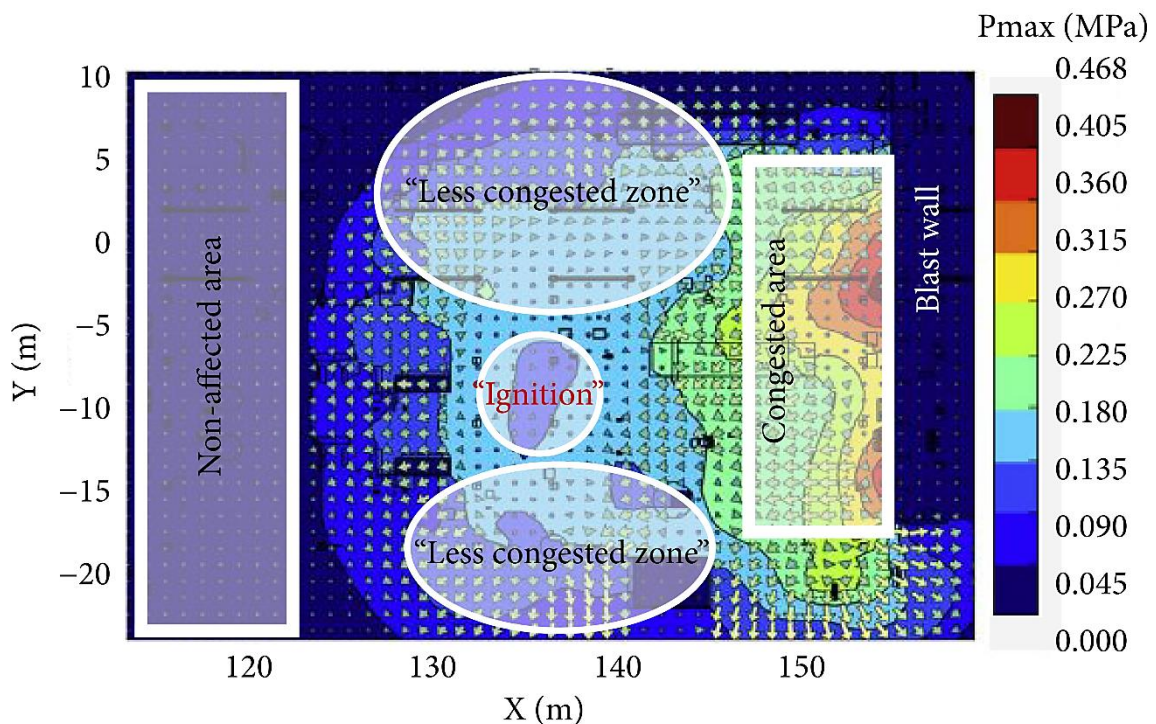 Pmax (MPa)
0.468
0.405
0.360
0.315
0.270
0.225
0.180
0.135
0.090
0.045
0.000
10
5
0
−5
−10
−15
−20
Y (m)
120
130
140
150
X (m)
Non-affected area
“Less congested zone”
“Ignition”
“Less congested zone”
Congested area
Blast wall